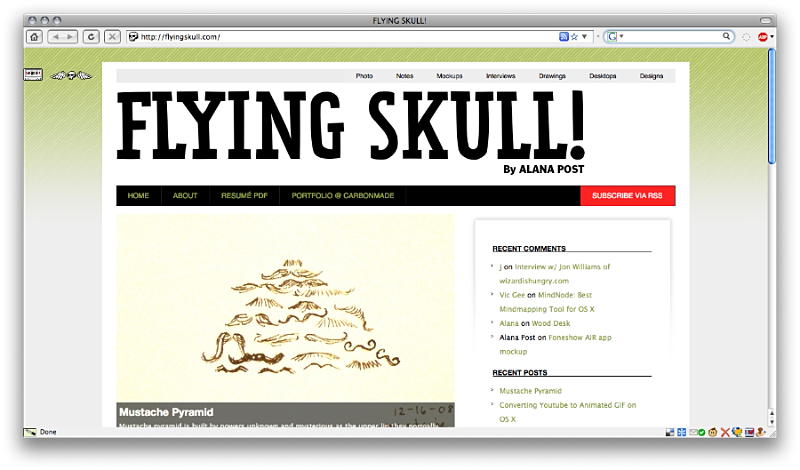 FLYING SKULL!
http://flyingskull.com/
G
ABP
Photo Notes Mockups Interviews Drawings Desktops Designs
FLYING SKULL!
By ALANA POST
HOME ABOUT RESUMÉ PDF PORTFOLIO @ CARBONMADE SUBSCRIBE VIA RSS
RECENT COMMENTS
J on Interview w/ Jon Williams of
wizardishungry.com
Vic Gee on MindNode: Best
Mindmapping Tool for OS X
Alana on Wood Desk
Alana Post on Foneshow AIR app
mockup
RECENT POSTS
Mustache Pyramid
Converting Youtube to Animated GIF on
OS X
12-16-08
Mustache Pyramid
Mustache pyramid is built by powers unknown and mysterious as the upper lip they
Done